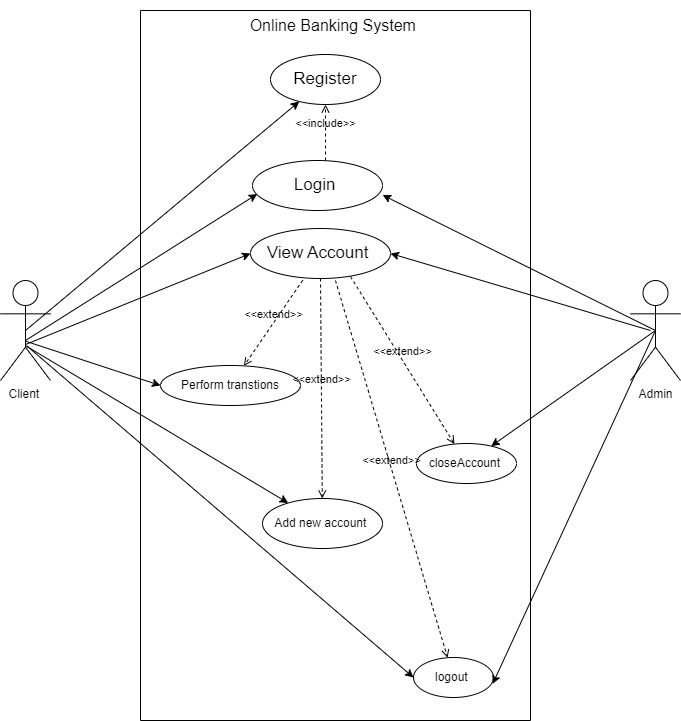 Online Banking System
Register
<<include>>
Login
View Account
<<extend>>
<<extend>>
<<extend>>
Perform transtions
Client
Admin
<<extend>>
closeAccount
Add new account
logout